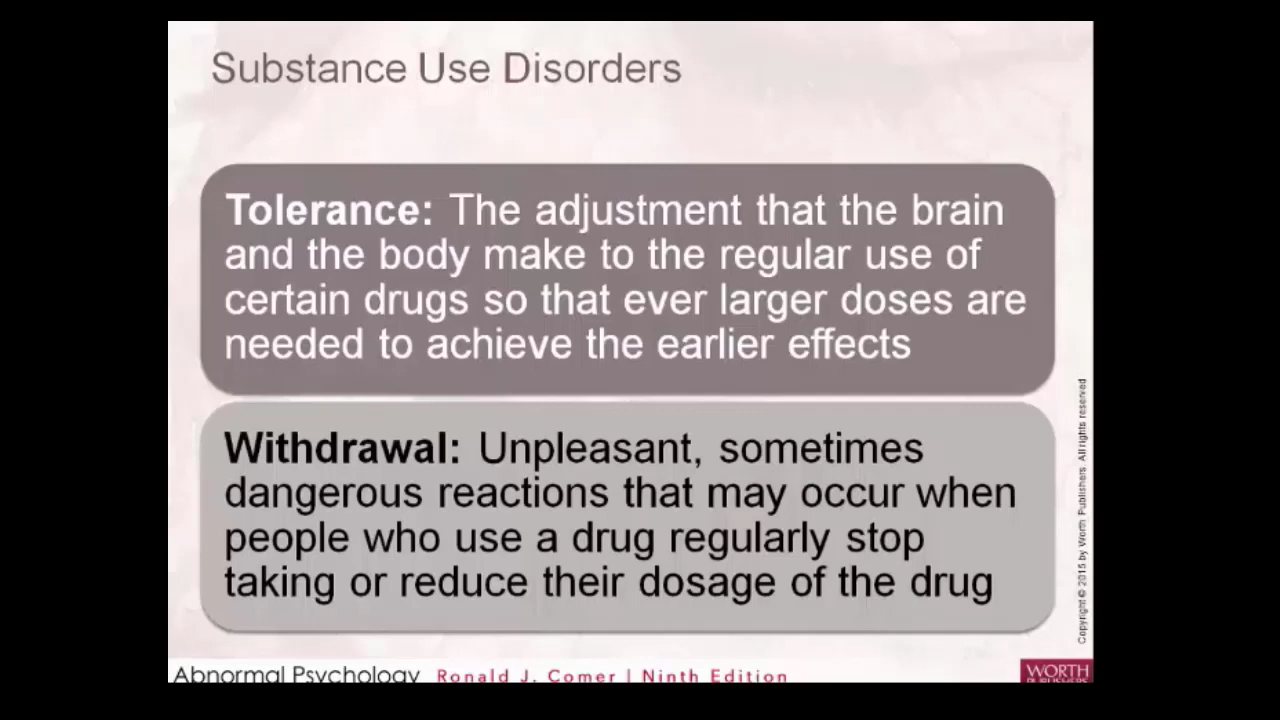 Substance Use Disorders
Tolerance: The adjustment that the brain
and the body make to the regular use of
certain drugs so that ever larger doses are
needed to achieve the earlier effects
Withdrawal: Unpleasant, sometimes
dangerous reactions that may occur when
people who use a drug regularly stop
taking or reduce their dosage of the drug
Copyright © 2015 by Worth Publishers. All rights reserved
Abnormal Psychology Ronald J. Comer | Ninth Edition
WORTH
PUBLISHERS